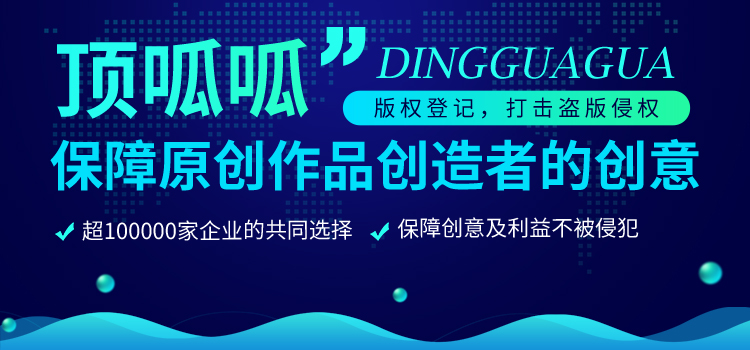 顶呱呱”
DINGGUAGUA
版权登记，打击盗版侵权
保障原创作品创造者的创意
超100000家企业的共同选择
保障创意及利益不被侵犯